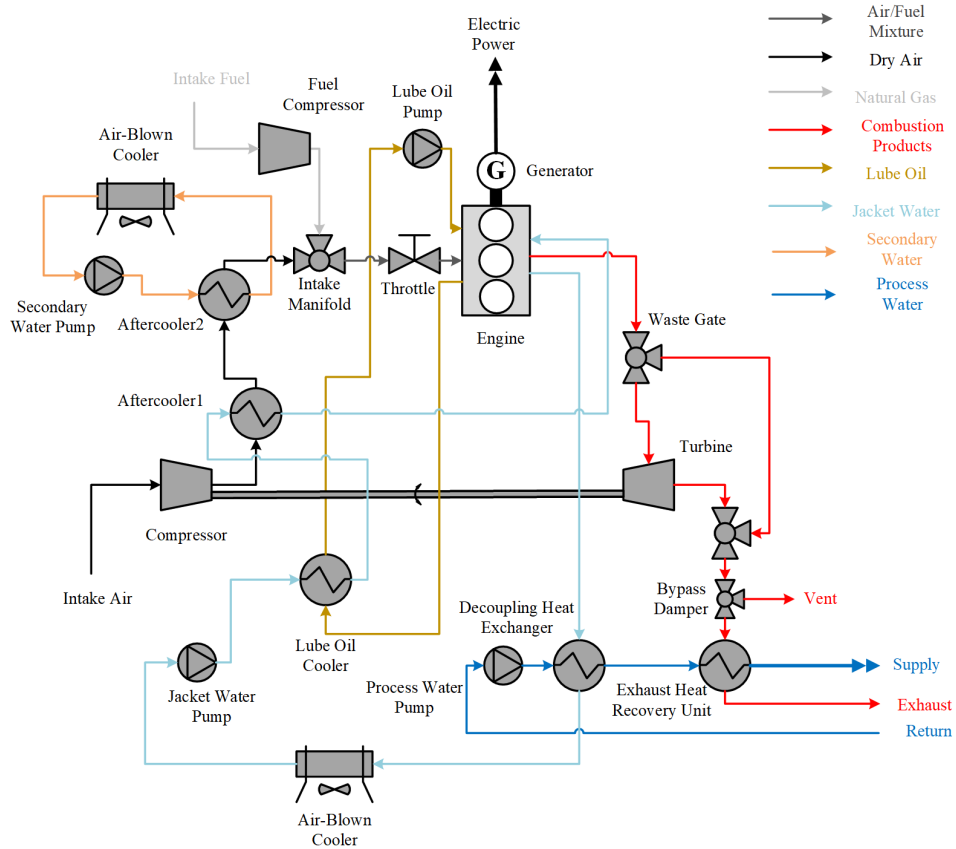 Electric
Power
Air/Fuel
Mixture
Dry Air
Natural Gas
Combustion
Products
Lube Oil
Jacket Water
Secondary
Water
Process
Water
Intake Fuel
Fuel
Compressor
Lube Oil
Pump
Air-Blown
Cooler
G
Generator
Secondary
Water Pump
Aftercooler2
Intake
Manifold
Throttle
Engine
Waste Gate
Aftercooler1
Turbine
Compressor
Intake Air
Lube Oil
Cooler
Decoupling Heat
Exchanger
Bypass
Damper
Vent
Jacket Water
Pump
Process Water
Pump
Exhaust Heat
Recovery Unit
Supply
Exhaust
Return
Air-Blown
Cooler